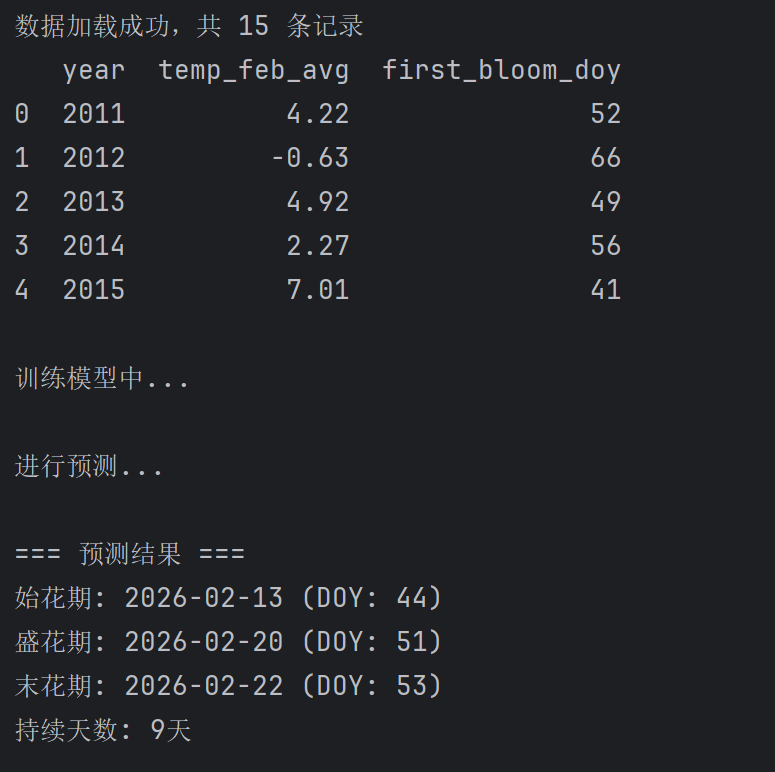 数据加载成功，共 15 条记录
year temp_feb_avg first_bloom_doy
0 2011 4.22 52
1 2012 -0.63 66
2 2013 4.92 49
3 2014 2.27 56
4 2015 7.01 41
训练模型中...
进行预测...
=== 预测结果 ===
始花期: 2026-02-13 (DOY: 44)
盛花期: 2026-02-20 (DOY: 51)
末花期: 2026-02-22 (DOY: 53)
持续天数: 9天